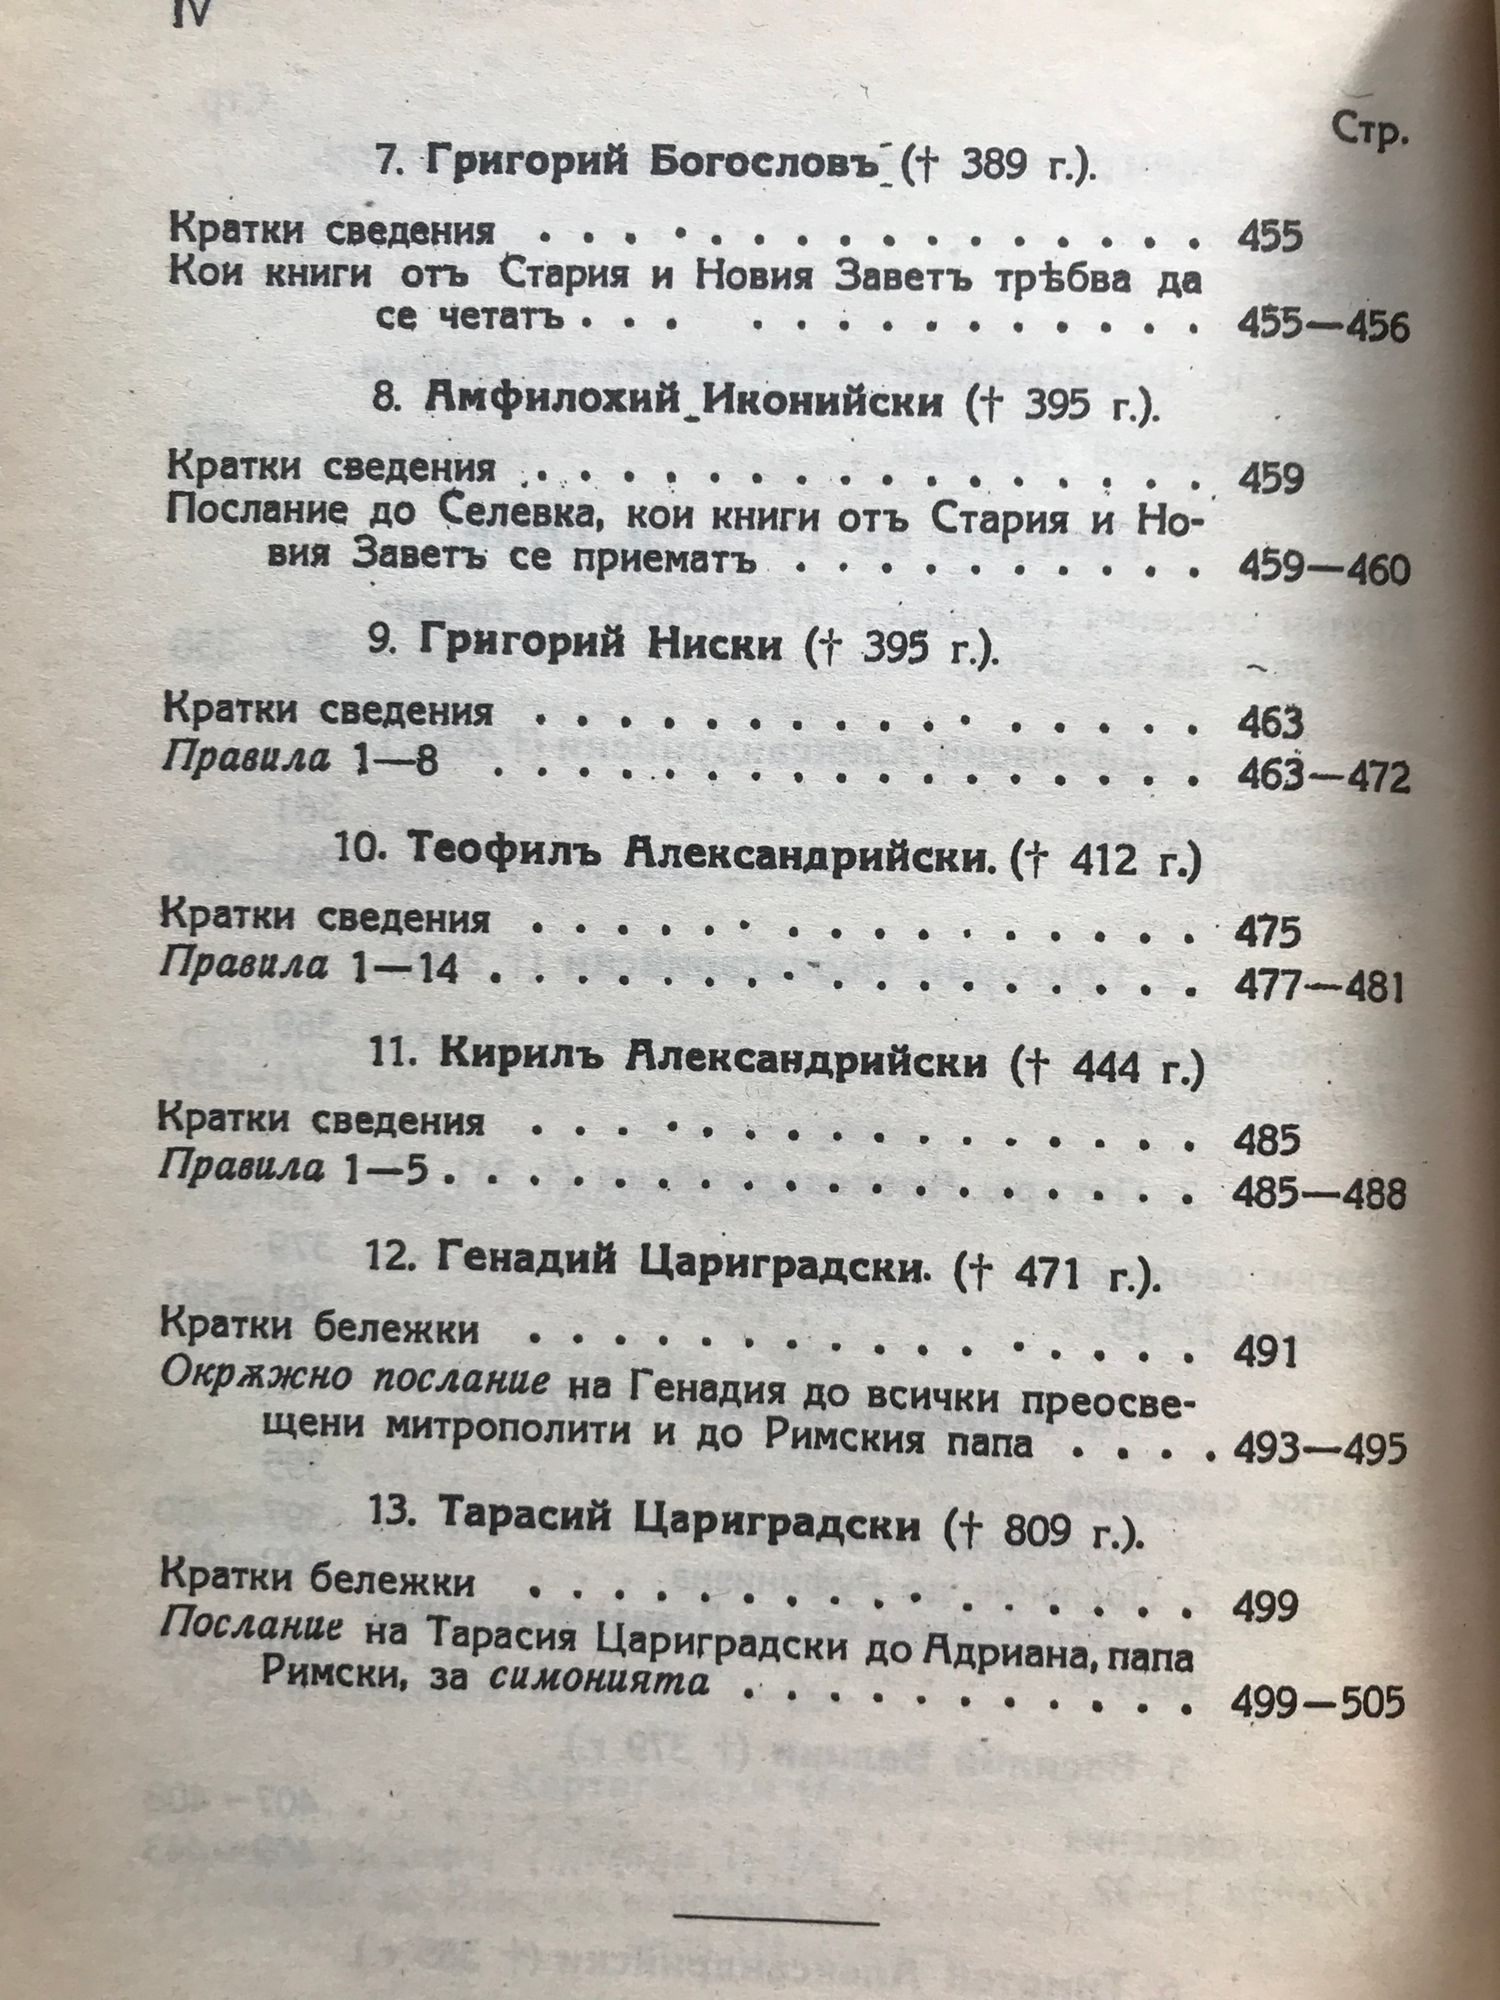 IV
Стр.
7. Григорий Богословъ († 389 г.).
Кратки сведения . . . . . . . . . . . . . . . . 455
Кои книги отъ Стария и Новия Заветъ трѣбва да
се четатъ . . . . . . . . . . . . . . 455—456
8. Амфилохий Иконийски († 395 г.).
Кратки сведения . . . . . . . . . . . . . . . . 459
Послание до Селевка, кои книги отъ Стария и Но-
вия Заветъ се приематъ . . . . . . . . . . 459—460
9. Григорий Ниски († 395 г.).
Кратки сведения . . . . . . . . . . . . . . . . 463
Правила 1—8 . . . . . . . . . . . . . . . . . 463—472
10. Теофилъ Александрийски. († 412 г.)
Кратки сведения . . . . . . . . . . . . . . . . 475
Правила 1—14 . . . . . . . . . . . . . . . . . 477—481
11. Кирилъ Александрийски († 444 г.)
Кратки сведения . . . . . . . . . . . . . . . . 485
Правила 1—5 . . . . . . . . . . . . . . . . . . 485—488
12. Генадий Цариградски. († 471 г.).
Кратки бележки . . . . . . . . . . . . . . . . 491
Окрѫжно послание на Генадия до всички преосве-
щени митрополити и до Римския папа . . . . 493—495
13. Тарасий Цариградски († 809 г.).
Кратки бележки . . . . . . . . . . . . . . . . 499
Послание на Тарасия Цариградски до Адриана, папа
Римски, за симонията . . . . . . . . . . . 499—505